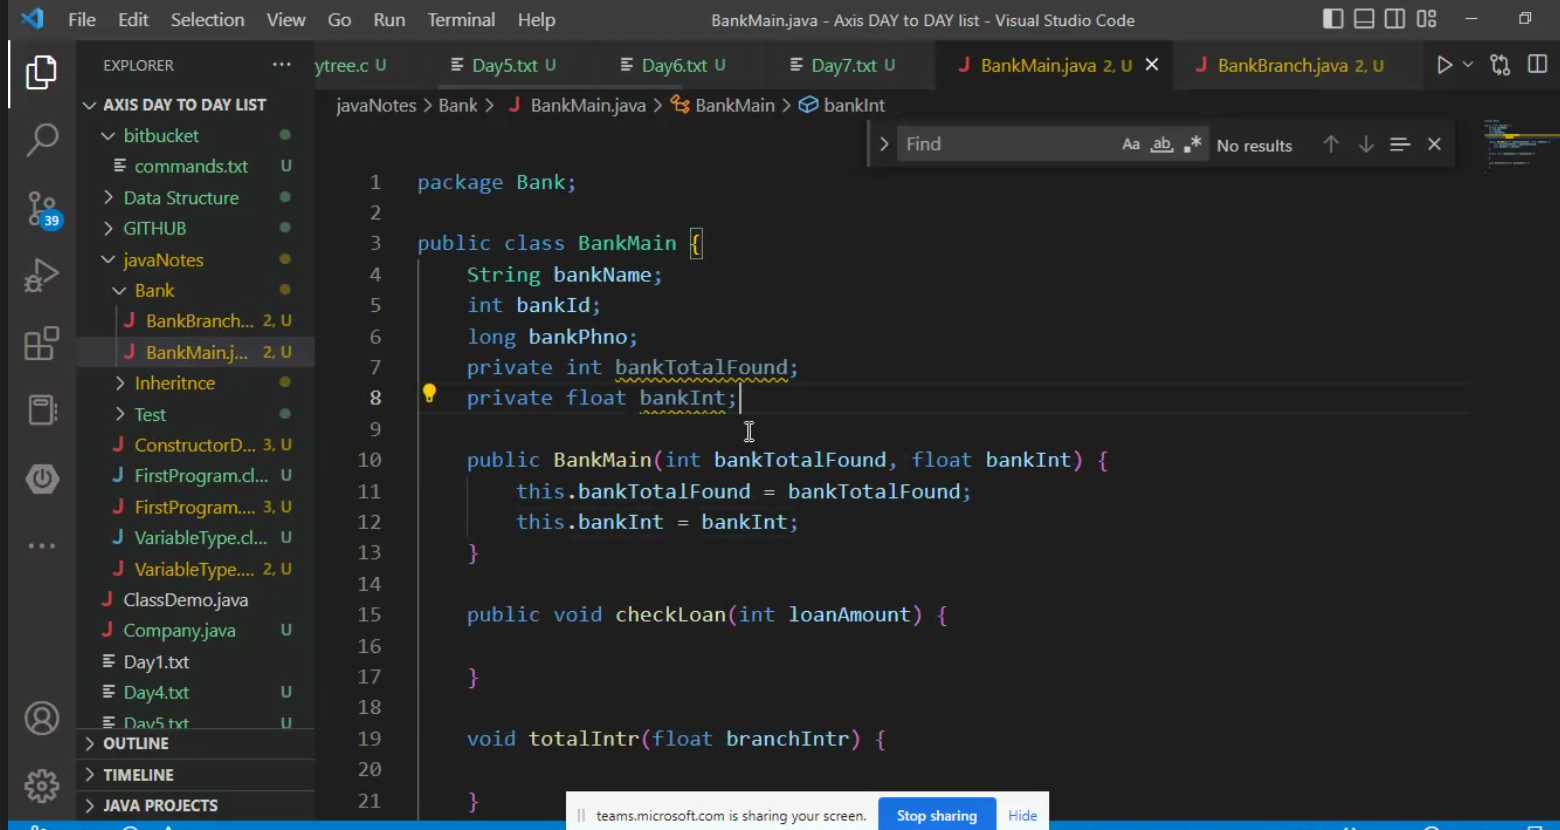 File Edit Selection View Go Run Terminal Help BankMain.java - Axis DAY to DAY list - Visual Studio Code
EXPLORER ...
AXIS DAY TO DAY LIST
bitbucket
commands.txt U
Data Structure
GITHUB
javaNotes
Bank
BankBranch... 2, U
BankMain.j... 2, U
Inheritnce
Test
ConstructorD... 3, U
FirstProgram.cl... U
FirstProgram.... 3, U
VariableType.cl... U
VariableType.... 2, U
ClassDemo.java
Company.java U
Day1.txt
Day4.txt U
Day5.txt U
OUTLINE
TIMELINE
JAVA PROJECTS
39
ytree.c U Day5.txt U Day6.txt U Day7.txt U BankMain.java 2, U BankBranch.java 2, U
javaNotes > Bank > J BankMain.java > BankMain > bankInt
Find Aa ab .* No results
1 package Bank;
2
3 public class BankMain {
4 String bankName;
5 int bankId;
6 long bankPhno;
7 private int bankTotalFound;
8 private float bankInt;
9
10 public BankMain(int bankTotalFound, float bankInt) {
11 this.bankTotalFound = bankTotalFound;
12 this.bankInt = bankInt;
13 }
14
15 public void checkLoan(int loanAmount) {
16
17 }
18
19 void totalIntr(float branchIntr) {
20
21 }
teams.microsoft.com is sharing your screen. Stop sharing Hide